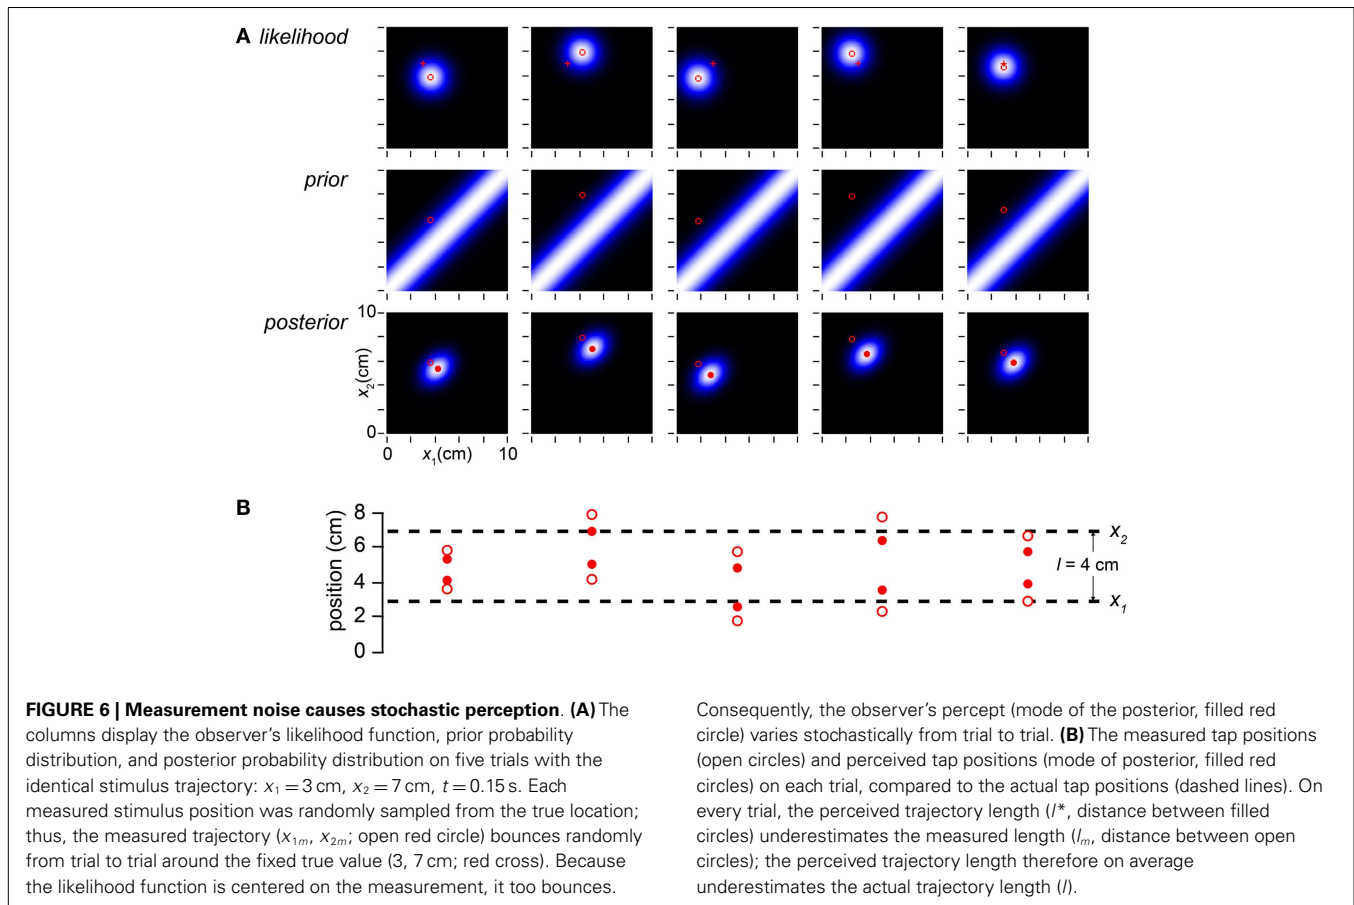 A likelihood
prior
posterior
10
x₂(cm)
0
0 x₁(cm) 10
B
position (cm)
8
6
4
2
0
x₂
l = 4 cm
x₁
FIGURE 6 | Measurement noise causes stochastic perception. (A) The
columns display the observer's likelihood function, prior probability
distribution, and posterior probability distribution on five trials with the
identical stimulus trajectory: x₁ = 3 cm, x₂ = 7 cm, t = 0.15 s. Each
measured stimulus position was randomly sampled from the true location;
thus, the measured trajectory (x₁ₘ, x₂ₘ; open red circle) bounces randomly
from trial to trial around the fixed true value (3, 7 cm; red cross). Because
the likelihood function is centered on the measurement, it too bounces.
Consequently, the observer's percept (mode of the posterior, filled red
circle) varies stochastically from trial to trial. (B) The measured tap positions
(open circles) and perceived tap positions (mode of posterior, filled red
circles) on each trial, compared to the actual tap positions (dashed lines). On
every trial, the perceived trajectory length (l*, distance between filled
circles) underestimates the measured length (lₘ, distance between open
circles); the perceived trajectory length therefore on average
underestimates the actual trajectory length (l).